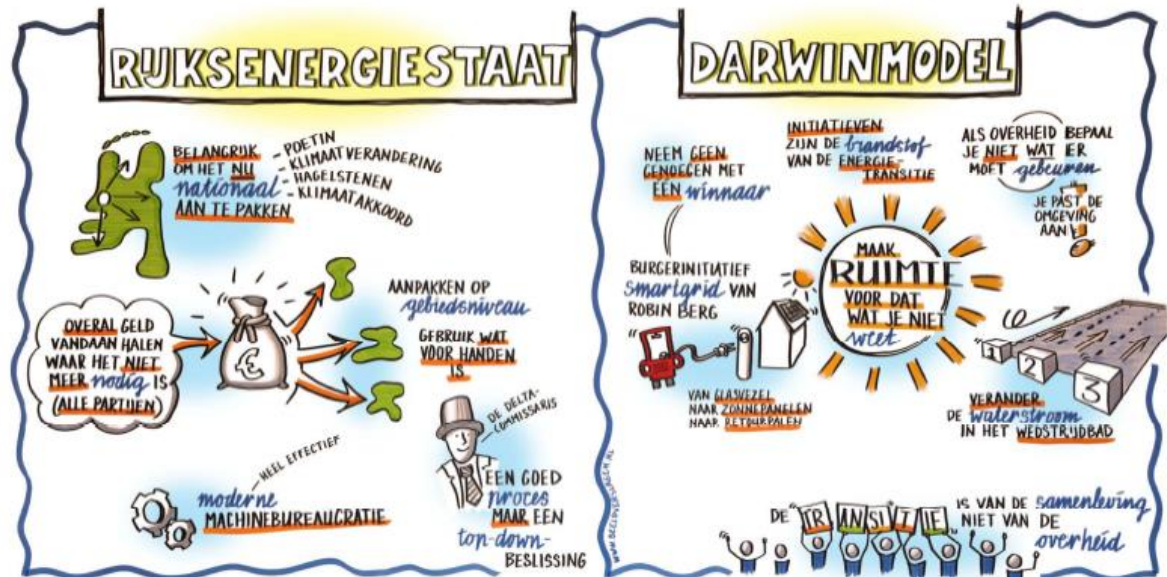 RIJKSENERGIESTAAT
BELANGRIJK
OM HET NU
nationaal
AAN TE PAKKEN
POETIN
KLIMAATVERANDERING
HAGELSTENEN
KLIMAATAKKOORD
OVERAL GELD
VANDAAN HALEN
WAAR HET NIET
MEER nodig IS
(ALLE PARTIJEN)
€
AANPAKKEN OP
gebiedsniveau
GEBRUIK WAT
VOOR HANDEN
IS
DE DELTA-
COMMISSARIS
EEN GOED
proces
MAAR EEN
top-down-
BESLISSING
HEEL EFFECTIEF
moderne
MACHINEBUREAUCRATIE
DARWINMODEL
NEEM GEEN
GENOEGEN MET
EEN winnaar
INITIATIEVEN
ZIJN DE brandstof
VAN DE ENERGIE-
TRANSITIE
ALS OVERHEID BEPAAL
JE NIET WAT ER
MOET gebeuren
JE PAST DE
OMGEVING
AAN
BURGERINITIATIEF
smartgrid VAN
ROBIN BERG
VAN GLASVEZEL
NAAR ZONNEPANELEN
NAAR RETOURPALEN
MAAK
RUIMTE
VOOR DAT
WAT JE NIET
weet
1
2
3
VERANDER
DE waterstroom
IN HET WEDSTRIJDBAD
DE TRANSITIE IS VAN DE samenleving
NIET VAN DE
overheid